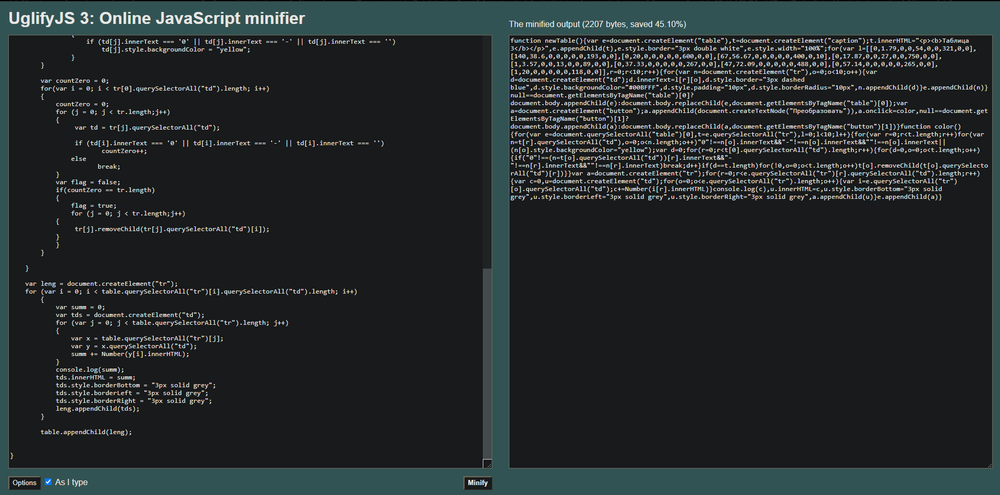 UglifyJS 3: Online JavaScript minifier
{
if (td[j].innerText === '0' || td[j].innerText === '-' || td[j].innerText === '')
td[j].style.backgroundColor = "yellow";
}
}
var countZero = 0;
for(var i = 0; i < tr[0].querySelectorAll("td").length; i++)
{
countZero = 0;
for (j = 0; j < tr.length;j++)
{
var td = tr[j].querySelectorAll("td");
if (td[i].innerText === '0' || td[i].innerText === '-' || td[i].innerText === '')
countZero++;
else
break;
}
var flag = false;
if(countZero == tr.length)
{
flag = true;
for (j = 0; j < tr.length;j++)
{
tr[j].removeChild(tr[j].querySelectorAll("td")[i]);
}
}
}
}
var leng = document.createElement("tr");
for (var i = 0; i < table.querySelectorAll("tr")[i].querySelectorAll("td").length; i++)
{
var summ = 0;
var tds = document.createElement("td");
for (var j = 0; j < table.querySelectorAll("tr").length; j++)
{
var x = table.querySelectorAll("tr")[j];
var y = x.querySelectorAll("td");
summ += Number(y[i].innerHTML);
}
console.log(summ);
tds.innerHTML = summ;
tds.style.borderBottom = "3px solid grey";
tds.style.borderLeft = "3px solid grey";
tds.style.borderRight = "3px solid grey";
leng.appendChild(tds);
}
table.appendChild(leng);
}
Options
As I type
Minify
The minified output (2207 bytes, saved 45.10%)
function newTable(){var e=document.createElement("table"),t=document.createElement("caption");t.innerHTML="<p><b>Таблица
3</b></p>",e.appendChild(t),e.style.border="3px double white",e.style.width="100%";for(var l=[[0,1.79,0,0,54,0,0,321,0,0],
[140,38.6,0,0,0,0,0,193,0,0],[0,20,0,0,0,0,0,600,0,0],[67,56.67,0,0,0,0,0,400,0,10],[0,17.87,0,0,27,0,0,750,0,0],
[1,3.57,0,0,13,0,0,89,0,0],[0,37.33,0,0,0,0,0,267,0,0],[47,72.09,0,0,0,0,0,488,0,0],[0,57.14,0,0,0,0,0,265,0,0],
[1,20,0,0,0,0,0,118,0,0]],r=0;r<10;r++){for(var n=document.createElement("tr"),o=0;o<10;o++){var
d=document.createElement("td");d.innerText=l[r][o],d.style.border="3px dashed
blue",d.style.backgroundColor="#00BFFF",d.style.padding="10px",d.style.borderRadius="10px",n.appendChild(d)}e.appendChild(n)}
null==document.getElementsByTagName("table")[0]?
document.body.appendChild(e):document.body.replaceChild(e,document.getElementsByTagName("table")[0]);var
a=document.createElement("button");a.appendChild(document.createTextNode("Преобразовать")),a.onclick=color,null==document.get
ElementsByTagName("button")[1]?
document.body.appendChild(a):document.body.replaceChild(a,document.getElementsByTagName("button")[1])}function color()
{for(var e=document.querySelectorAll("table")[0],t=e.querySelectorAll("tr"),l=0;l<10;l++){for(var r=0;r<t.length;r++)for(var
n=t[r].querySelectorAll("td"),o=0;o<n.length;o++)"0"!==n[o].innerText&&"-"!==n[o].innerText&&""!==n[o].innerText||
(n[o].style.backgroundColor="yellow");var d=0;for(r=0;r<t[0].querySelectorAll("td").length;r++){for(d=0,o=0;o<t.length;o++)
{if("0"!==(n=t[o].querySelectorAll("td"))[r].innerText&&"-
"!==n[r].innerText&&""!==n[r].innerText)break;d++}if(d==t.length)for(!0,o=0;o<t.length;o++)t[o].removeChild(t[o].querySelecto
rAll("td")[r])}}var a=document.createElement("tr");for(r=0;r<e.querySelectorAll("tr")[r].querySelectorAll("td").length;r++)
{var c=0,u=document.createElement("td");for(o=0;o<e.querySelectorAll("tr").length;o++){var i=e.querySelectorAll("tr")
[o].querySelectorAll("td");c+=Number(i[r].innerHTML)}console.log(c),u.innerHTML=c,u.style.borderBottom="3px solid
grey",u.style.borderLeft="3px solid grey",u.style.borderRight="3px solid grey",a.appendChild(u)}e.appendChild(a)}